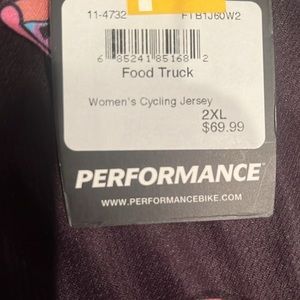 11-4732 FTB1J60W2
6 85241 85168 2
Food Truck
Women's Cycling Jersey
2XL
$69.99
PERFORMANCE
WWW.PERFORMANCEBIKE.COM